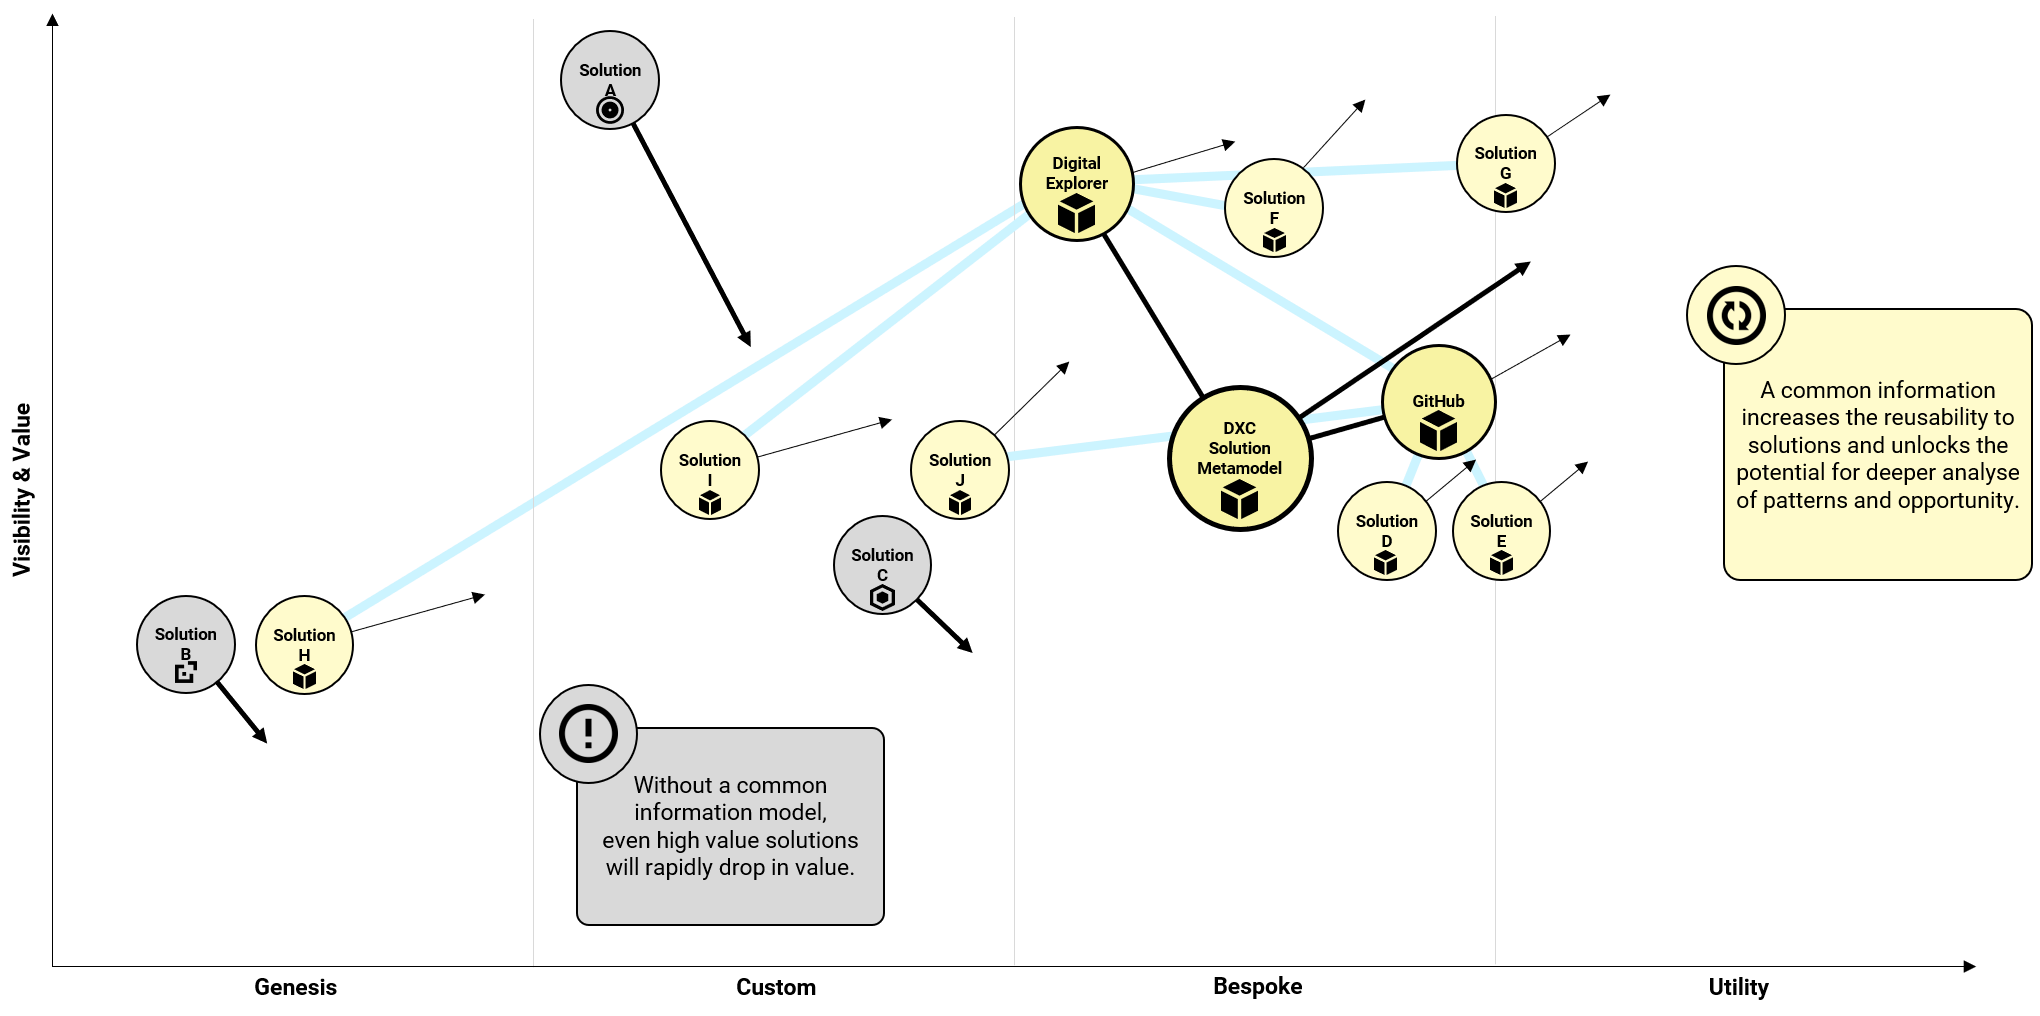 Visibility & Value
Solution
A
Digital
Explorer
Solution
F
Solution
G
Solution
I
Solution
J
DXC
Solution
Metamodel
GitHub
Solution
D
Solution
E
Solution
C
Solution
B
Solution
H
A common information
increases the reusability to
solutions and unlocks the
potential for deeper analyse
of patterns and opportunity.
Without a common
information model,
even high value solutions
will rapidly drop in value.
Genesis
Custom
Bespoke
Utility